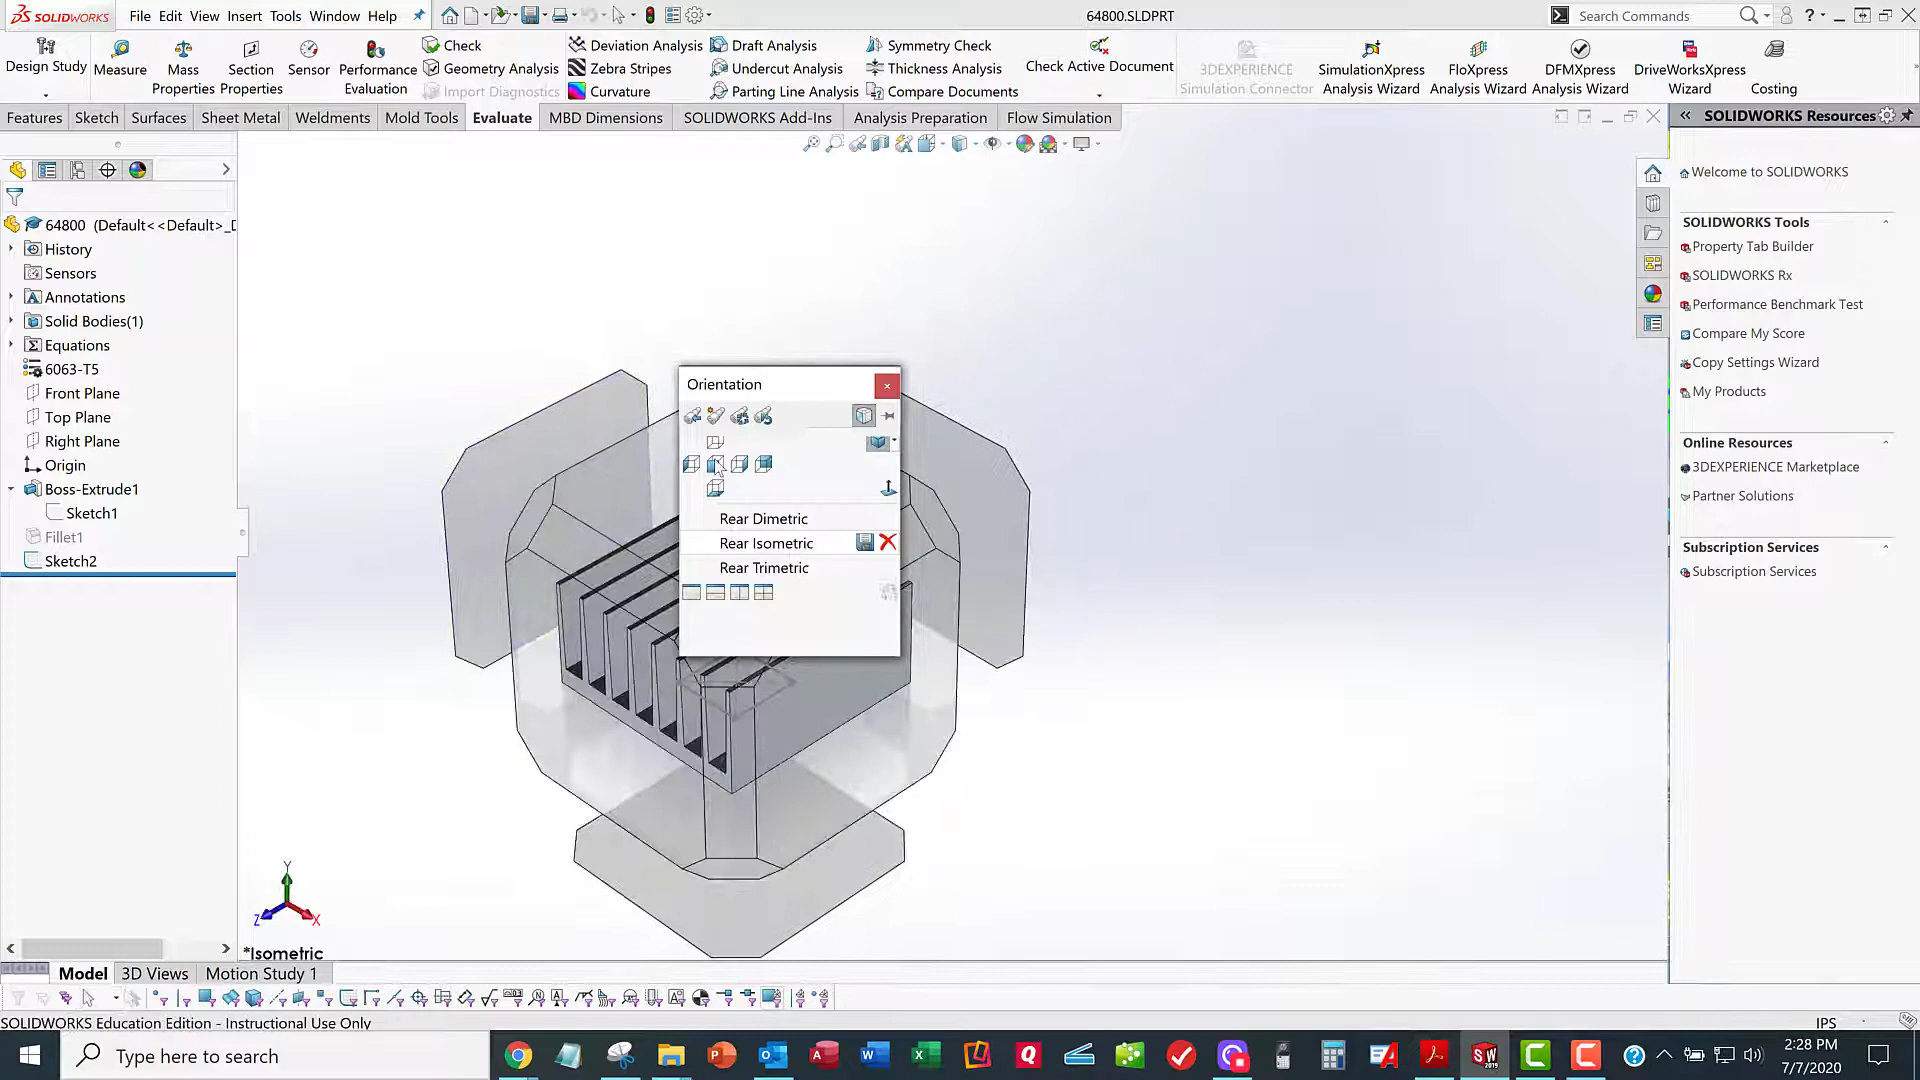 SOLIDWORKS File Edit View Insert Tools Window Help 64800.SLDPRT Search Commands
Design Study
Measure
Mass Properties
Section Properties
Sensor
Performance Evaluation
Check
Geometry Analysis
Import Diagnostics
Deviation Analysis
Zebra Stripes
Curvature
Draft Analysis
Undercut Analysis
Parting Line Analysis
Symmetry Check
Thickness Analysis
Compare Documents
Check Active Document
3DEXPERIENCE Simulation Connector
SimulationXpress Analysis Wizard
FloXpress Analysis Wizard
DFMXpress Analysis Wizard
DriveWorksXpress Wizard
Costing
Features Sketch Surfaces Sheet Metal Weldments Mold Tools Evaluate MBD Dimensions SOLIDWORKS Add-Ins Analysis Preparation Flow Simulation
64800 (Default<<Default>_D
History
Sensors
Annotations
Solid Bodies(1)
Equations
6063-T5
Front Plane
Top Plane
Right Plane
Origin
Boss-Extrude1
Sketch1
Fillet1
Sketch2
Orientation
Rear Dimetric
Rear Isometric
Rear Trimetric
Y
Z
X
*Isometric
SOLIDWORKS Resources
Welcome to SOLIDWORKS
SOLIDWORKS Tools
Property Tab Builder
SOLIDWORKS Rx
Performance Benchmark Test
Compare My Score
Copy Settings Wizard
My Products
Online Resources
3DEXPERIENCE Marketplace
Partner Solutions
Subscription Services
Subscription Services
Model 3D Views Motion Study 1
SOLIDWORKS Education Edition - Instructional Use Only IPS
Type here to search
2:28 PM
7/7/2020